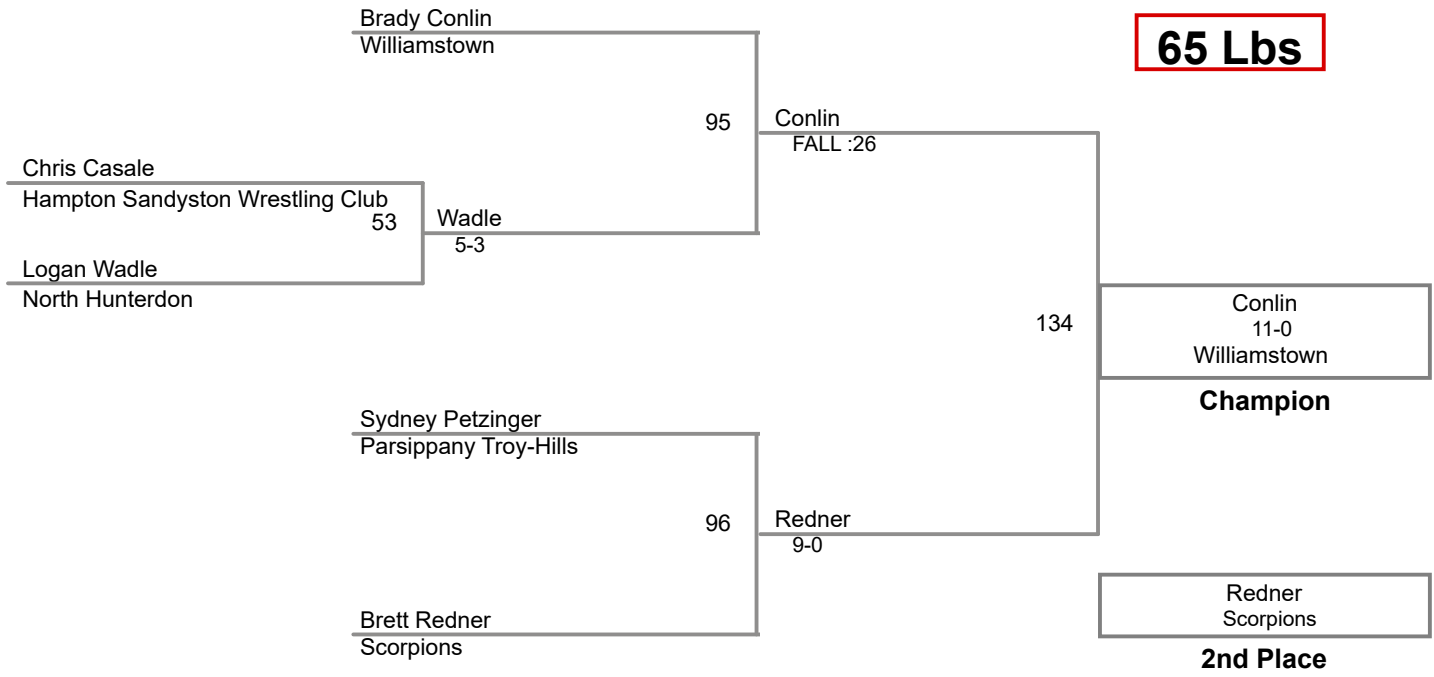 Brady Conlin
Williamstown
65 Lbs
95
Conlin
FALL :26
Chris Casale
Hampton Sandyston Wrestling Club
53
Wadle
5-3
Logan Wadle
North Hunterdon
134
Conlin
11-0
Williamstown
Champion
Sydney Petzinger
Parsippany Troy-Hills
96
Redner
9-0
Brett Redner
Scorpions
Redner
Scorpions
2nd Place